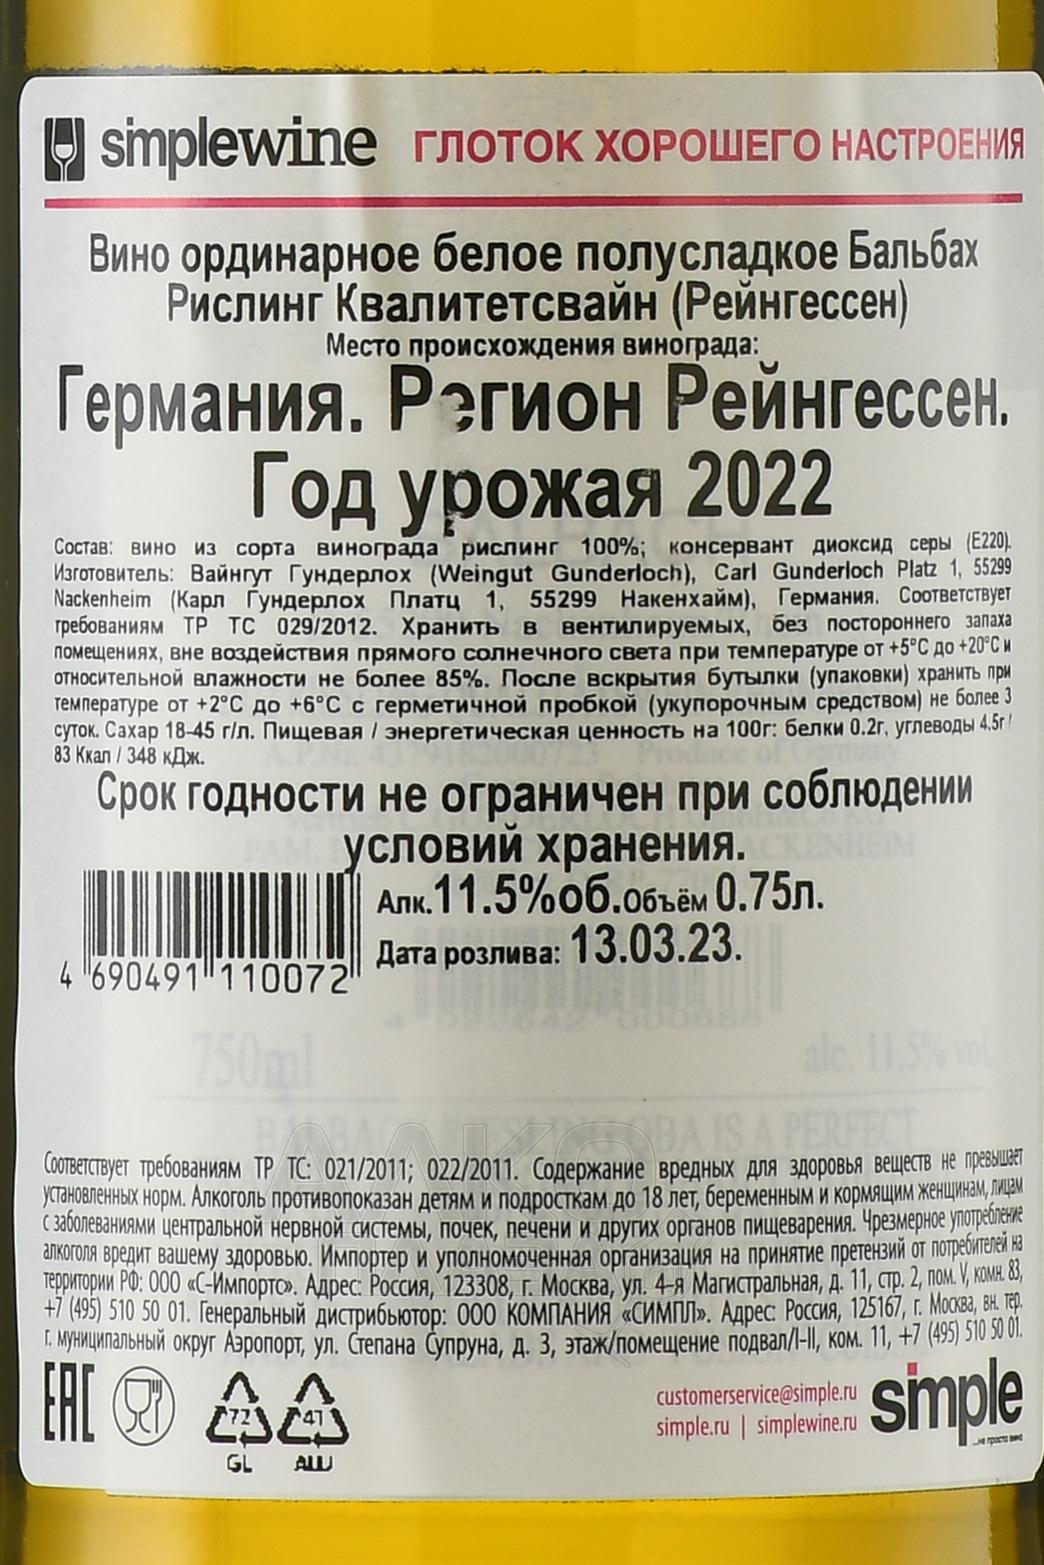 simplewine ГЛОТОК ХОРОШЕГО НАСТРОЕНИЯ
Вино ординарное белое полусладкое Бальбах
Рислинг Квалитетсвайн (Рейнгессен)
Место происхождения винограда:
Германия. Регион Рейнгессен.
Год урожая 2022
Состав: вино из сорта винограда рислинг 100%; консервант диоксид серы (Е220).
Изготовитель: Вайнгут Гундерлох (Weingut Gunderloch), Carl Gunderloch Platz 1, 55299
Nackenheim (Карл Гундерлох Платц 1, 55299 Накенхайм), Германия. Соответствует
требованиям ТР ТС 029/2012. Хранить в вентилируемых, без постороннего запаха
помещениях, вне воздействия прямого солнечного света при температуре от +5°С до +20°С и
относительной влажности не более 85%. После вскрытия бутылки (упаковки) хранить при
температуре от +2°С до +6°С с герметичной пробкой (укупорочным средством) не более 3
суток. Сахар 18-45 г/л. Пищевая / энергетическая ценность на 100г: белки 0.2г, углеводы 4.5г /
83 Ккал / 348 кДж.
Срок годности не ограничен при соблюдении
условий хранения.
Алк.11.5%об.Объём 0.75л.
Дата розлива: 13.03.23.
4 690491 110072
4 022642 000688
750ml alc. 11,5% vol.
BALBACH RIESLING QBA IS A PERFECT
Соответствует требованиям ТР ТС: 021/2011; 022/2011. Содержание вредных для здоровья веществ не превышает
установленных норм. Алкоголь противопоказан детям и подросткам до 18 лет, беременным и кормящим женщинам, лицам
с заболеваниями центральной нервной системы, почек, печени и других органов пищеварения. Чрезмерное употребление
алкоголя вредит вашему здоровью. Импортер и уполномоченная организация на принятие претензий от потребителей на
территории РФ: ООО «С-Импортс». Адрес: Россия, 123308, г. Москва, ул. 4-я Магистральная, д. 11, стр. 2, пом. V, комн. 83,
+7 (495) 510 50 01. Генеральный дистрибьютор: ООО КОМПАНИЯ «СИМПЛ». Адрес: Россия, 125167, г. Москва, вн. тер.
г. муниципальный округ Аэропорт, ул. Степана Супруна, д. 3, этаж/помещение подвал/I-II, ком. 11, +7 (495) 510 50 01.
EAC 72 GL 41 ALU
customerservice@simple.ru
simple.ru | simplewine.ru
simple
...не просто вино